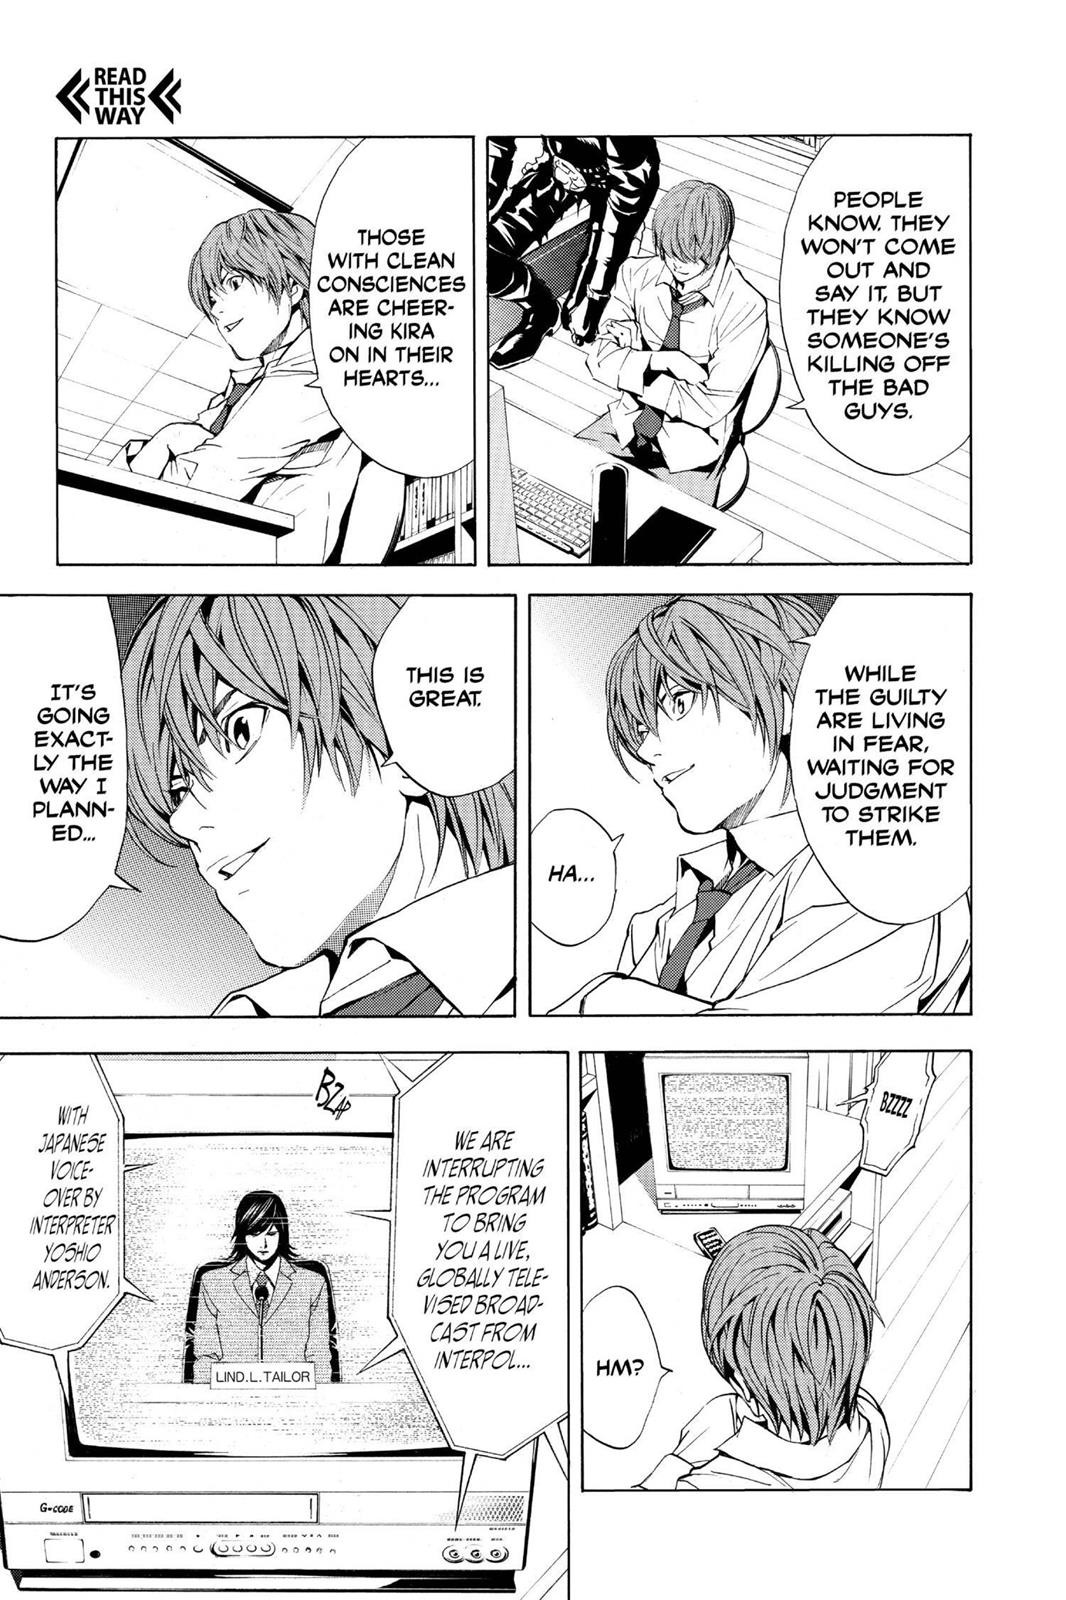 READ
THIS
WAY
PEOPLE
KNOW. THEY
WON'T COME
OUT AND
SAY IT, BUT
THEY KNOW
SOMEONE'S
KILLING OFF
THE BAD
GUYS.
THOSE
WITH CLEAN
CONSCIENCES
ARE CHEER-
ING KIRA
ON IN THEIR
HEARTS...
WHILE
THE GUILTY
ARE LIVING
IN FEAR,
WAITING FOR
JUDGMENT
TO STRIKE
THEM.
HA...
THIS IS
GREAT.
IT'S
GOING
EXACT-
LY THE
WAY I
PLANN-
ED...
BZZZZ
HM?
BZAP
WE ARE
INTERRUPTING
THE PROGRAM
TO BRING
YOU A LIVE,
GLOBALLY TELE-
VISED BROAD-
CAST FROM
INTERPOL...
WITH
JAPANESE
VOICE-
OVER BY
INTERPRETER
YOSHIO
ANDERSON.
LIND.L.TAILOR
G-CODE